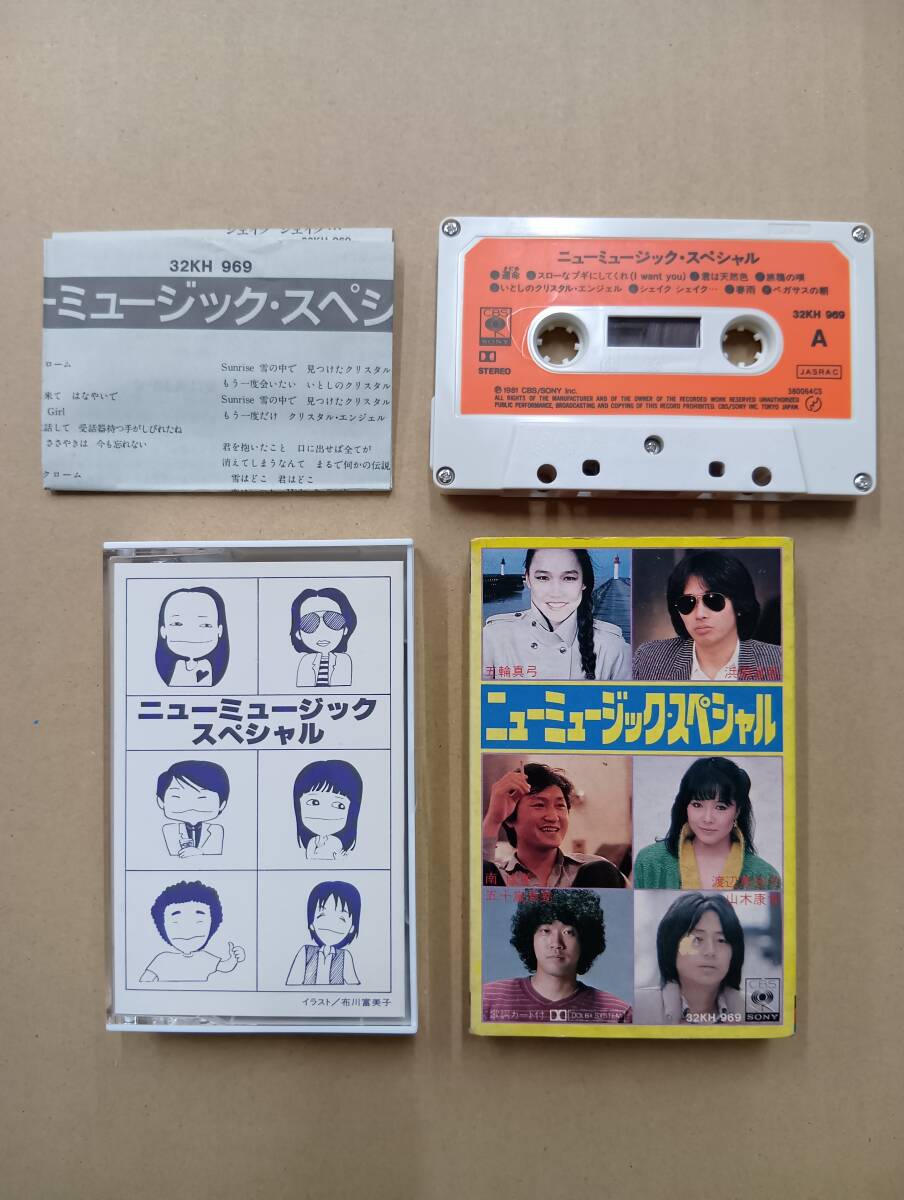 32KH 969
ーミュージック・スペシ
ローム
来て はなやいで
Girl
話して 受話器持つ手がしびれたね
ささやきは 今も忘れない
クローム
Sunrise 雪の中で 見つけたクリスタル
もう一度会いたい いとしのクリスタル
Sunrise 雪の中で 見つけたクリスタル
もう一度だけ クリスタル・エンジェル
君を抱いたこと 口に出せば全てが
消えてしまうなんて まるで何かの伝説
雪はどこ 君はどこ
ニューミュージック・スペシャル
●運命 ●スローなブギにしてくれ(I want you) ●君は天然色 ●旅籠の唄
●いとしのクリスタル・エンジェル ●シェイク シェイク… ●春雨 ●ペガサスの朝
CBS
SONY
STEREO
32KH 969
A
JASRAC
Ⓟ1981 CBS/SONY Inc.
380064CS
ALL RIGHTS OF THE MANUFACTURER AND OF THE OWNER OF THE RECORDED WORK RESERVED UNAUTHORIZED
PUBLIC PERFORMANCE, BROADCASTING AND COPYING OF THIS RECORD PROHIBITED. CBS/SONY INC. TOKYO JAPAN.
ニューミュージック
スペシャル
イラスト/布川富美子
五輪真弓
ニューミュージック・スペシャル
南
渡辺
五十嵐
山本康
歌詞カード付 DOLBY SYSTEM
32KH-969
CBS
SONY